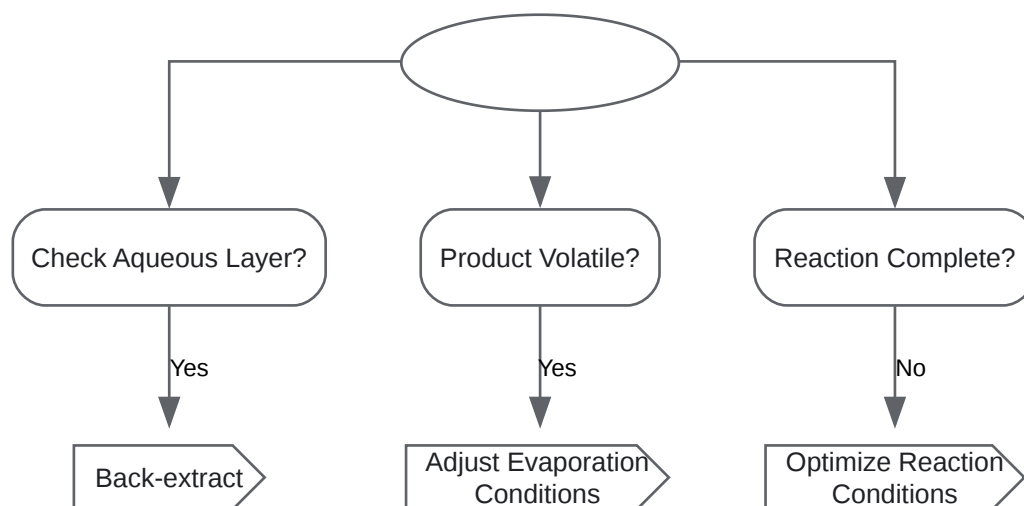 Check Aqueous Layer?
Product Volatile?
Reaction Complete?
Yes
Yes
No
Back-extract
Adjust Evaporation
Conditions
Optimize Reaction
Conditions